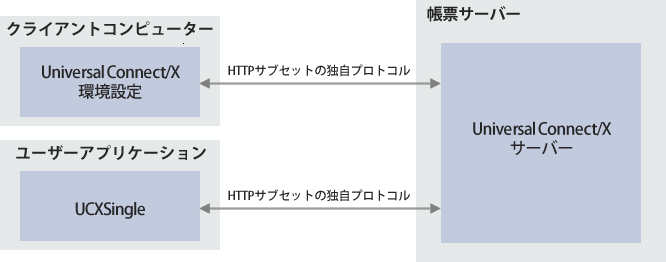 クライアントコンピューター
Universal Connect/X
環境設定
HTTPサブセットの独自プロトコル
帳票サーバー
Universal Connect/X
サーバー
ユーザーアプリケーション
UCXSingle
HTTPサブセットの独自プロトコル